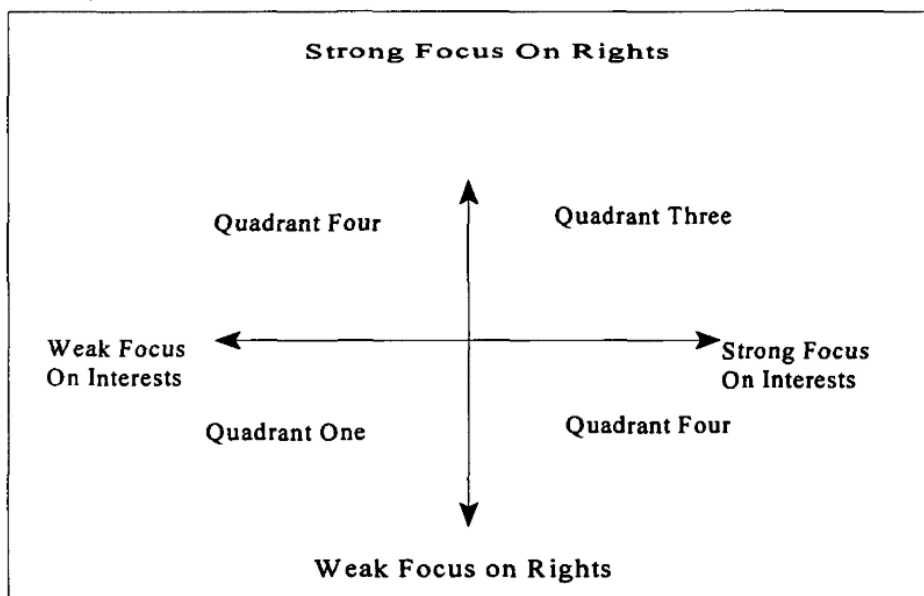 Strong Focus On Rights
Quadrant Four
Quadrant Three
Weak Focus
On Interests
Strong Focus
On Interests
Quadrant One
Quadrant Four
Weak Focus on Rights